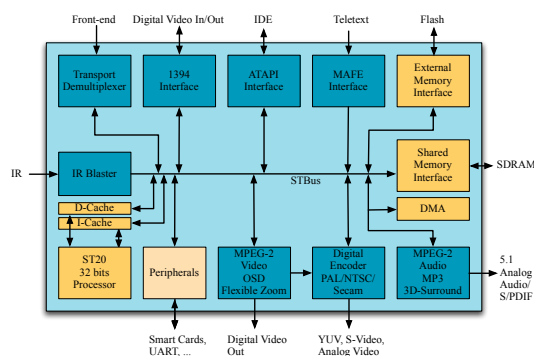 Front-end
Digital Video In/Out
IDE
Teletext
Flash
Transport
Demultiplexer
1394
Interface
ATAPI
Interface
MAFE
Interface
External
Memory
Interface
IR
IR Blaster
STBus
Shared
Memory
Interface
SDRAM
D-Cache
I-Cache
DMA
ST20
32 bits
Processor
Peripherals
MPEG-2
Video
OSD
Flexible Zoom
Digital
Encoder
PAL/NTSC/
Secam
MPEG-2
Audio
MP3
3D-Surround
5.1
Analog
Audio/
S/PDIF
Smart Cards,
UART, ...
Digital Video
Out
YUV, S-Video,
Analog Video